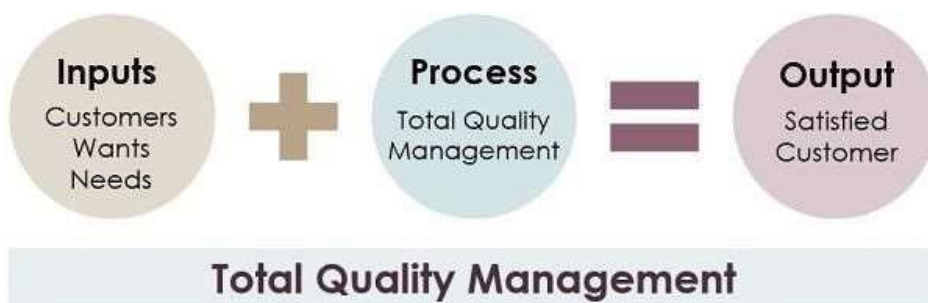 Inputs
Customers
Wants
Needs
Process
Total Quality
Management
Output
Satisfied
Customer
Total Quality Management